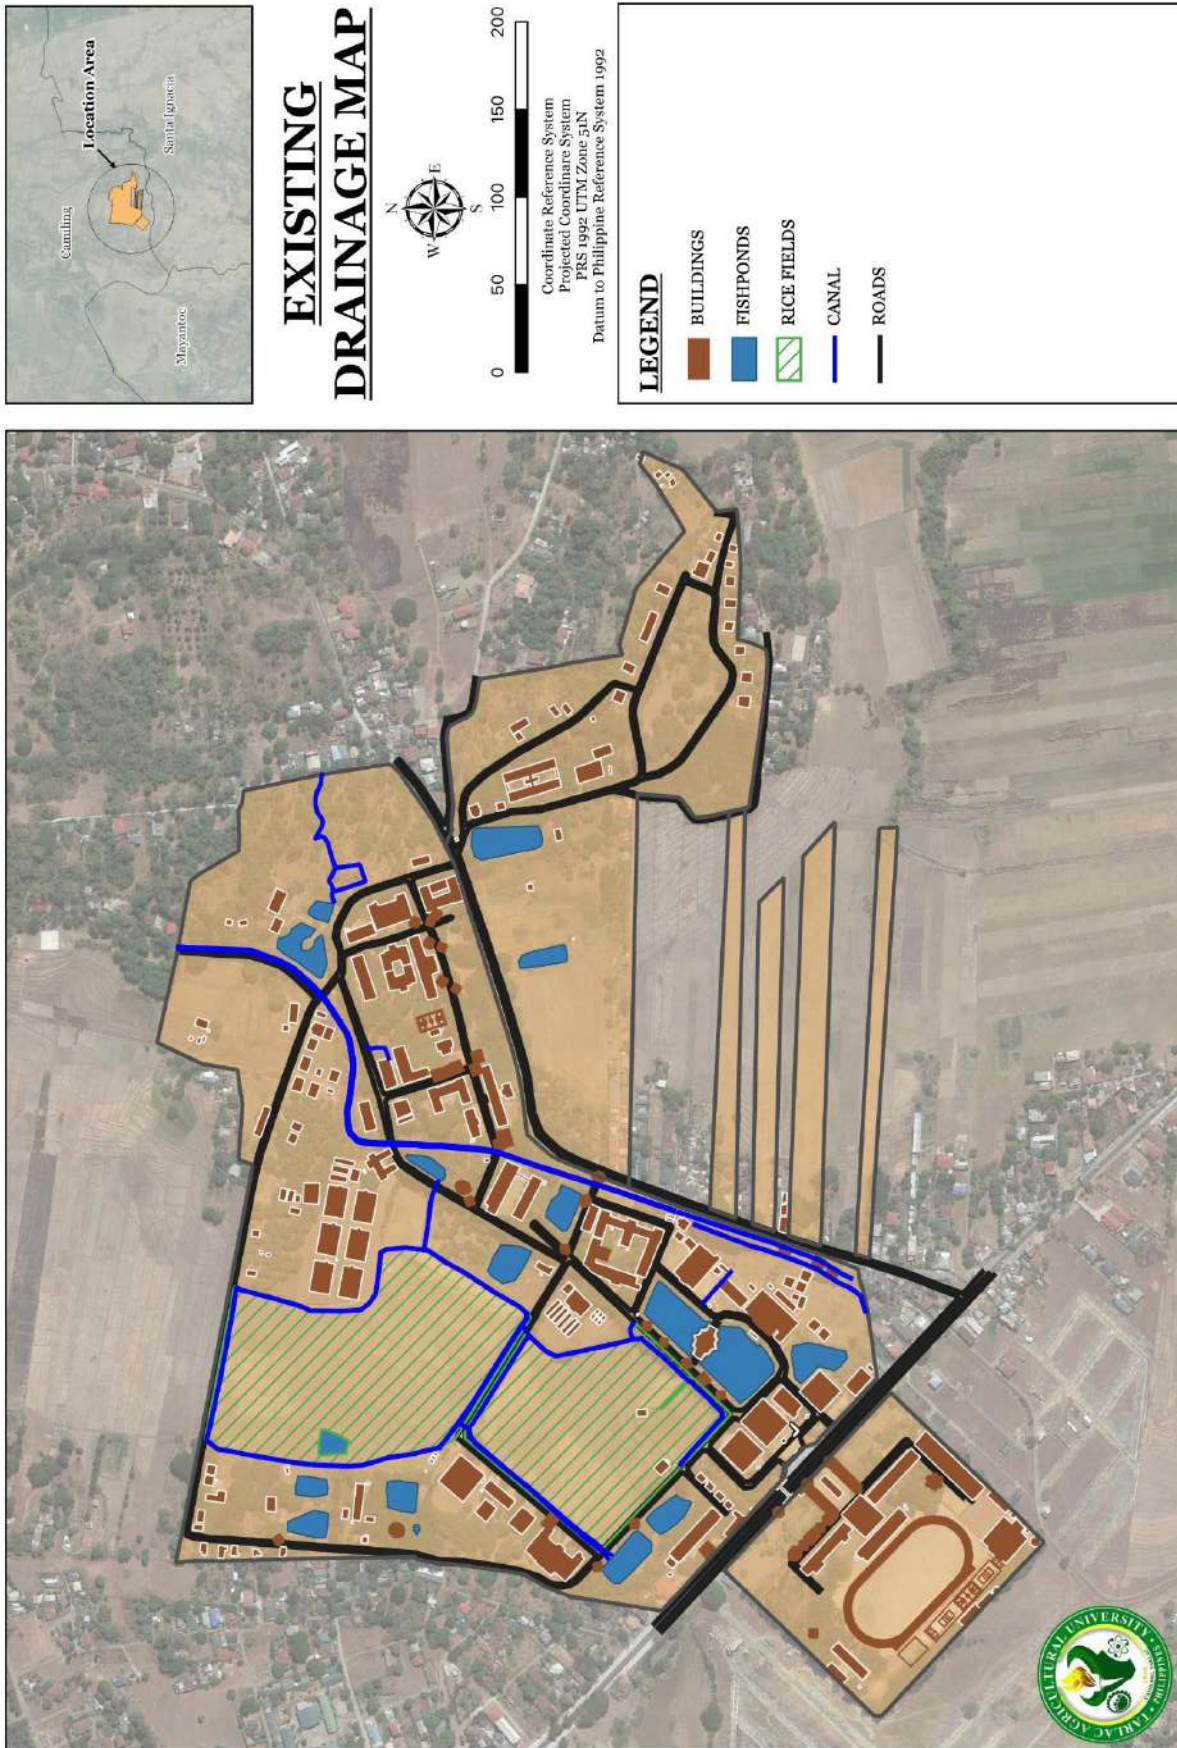 Camiling
Location Area
Santa Ignacia
Mayantoc
EXISTING
DRAINAGE MAP
N
W
E
S
0 50 100 150 200
Coordinate Reference System
Projected Coordinare System
PRS 1992 UTM Zone 51N
Datum to Philippine Reference System 1992
LEGEND
BUILDINGS
FISHPONDS
RICE FIELDS
CANAL
ROADS
TARLAC AGRICULTURAL UNIVERSITY • PHILIPPINES